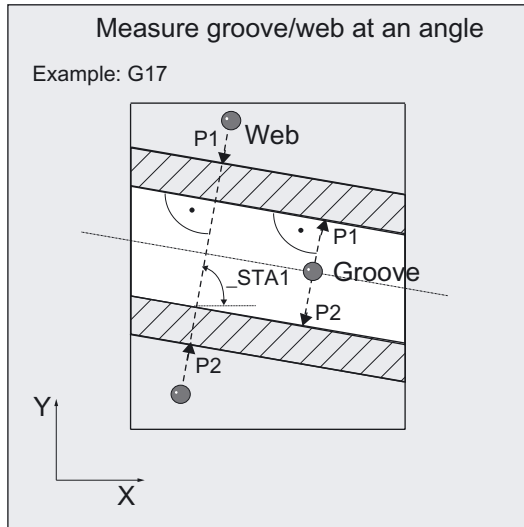 Measure groove/web at an angle
Example: G17
P1
Web
P1
Groove
_STA1
P2
P2
Y
X